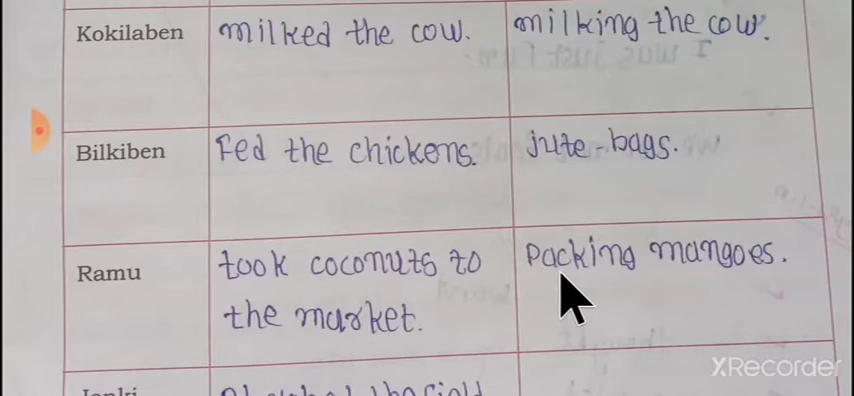 Kokilaben milked the cow. milking the cow.
Bilkiben Fed the chickens. jute-bags.
Ramu took coconuts to Packing mangoes.
the market.
XRecorder